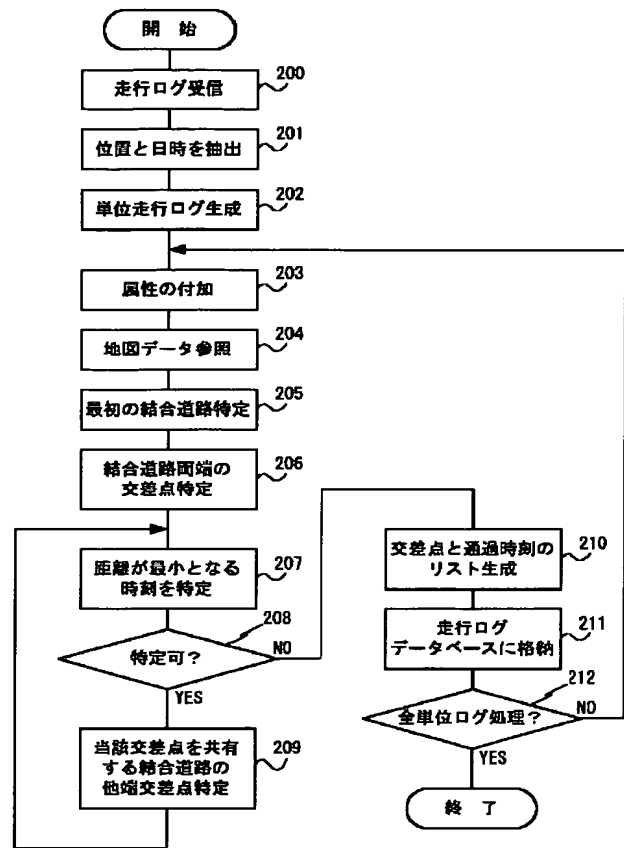 開 始
走行ログ受信
200
位置と日時を抽出
201
単位走行ログ生成
202
属性の付加
203
地図データ参照
204
最初の結合道路特定
205
結合道路両端の
交差点特定
206
距離が最小となる
時刻を特定
207
特定可?
208
NO
YES
当該交差点を共有
する結合道路の
他端交差点特定
209
交差点と通過時刻の
リスト生成
210
走行ログ
データベースに格納
211
全単位ログ処理?
212
NO
YES
終 了